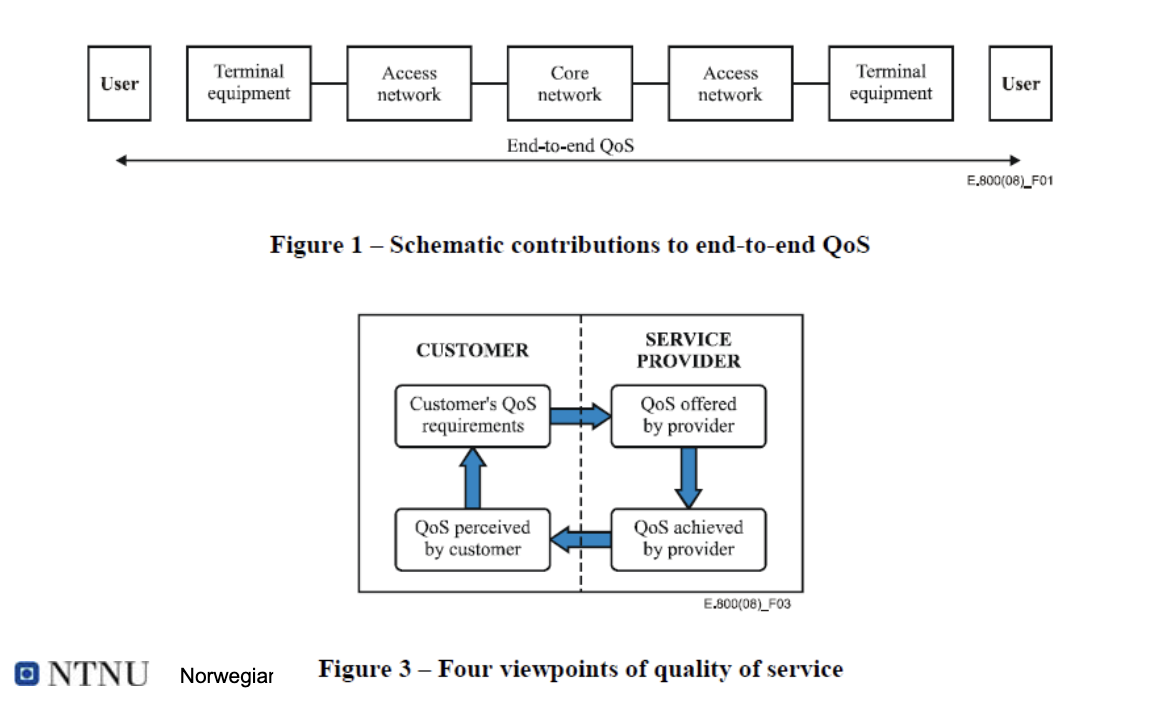 User
Terminal
equipment
Access
network
Core
network
Access
network
Terminal
equipment
User
End-to-end QoS
E.800(08)_F01
Figure 1 – Schematic contributions to end-to-end QoS
CUSTOMER
SERVICE
PROVIDER
Customer's QoS
requirements
QoS offered
by provider
QoS perceived
by customer
QoS achieved
by provider
E.800(08)_F03
NTNU
Norwegian
Figure 3 – Four viewpoints of quality of service